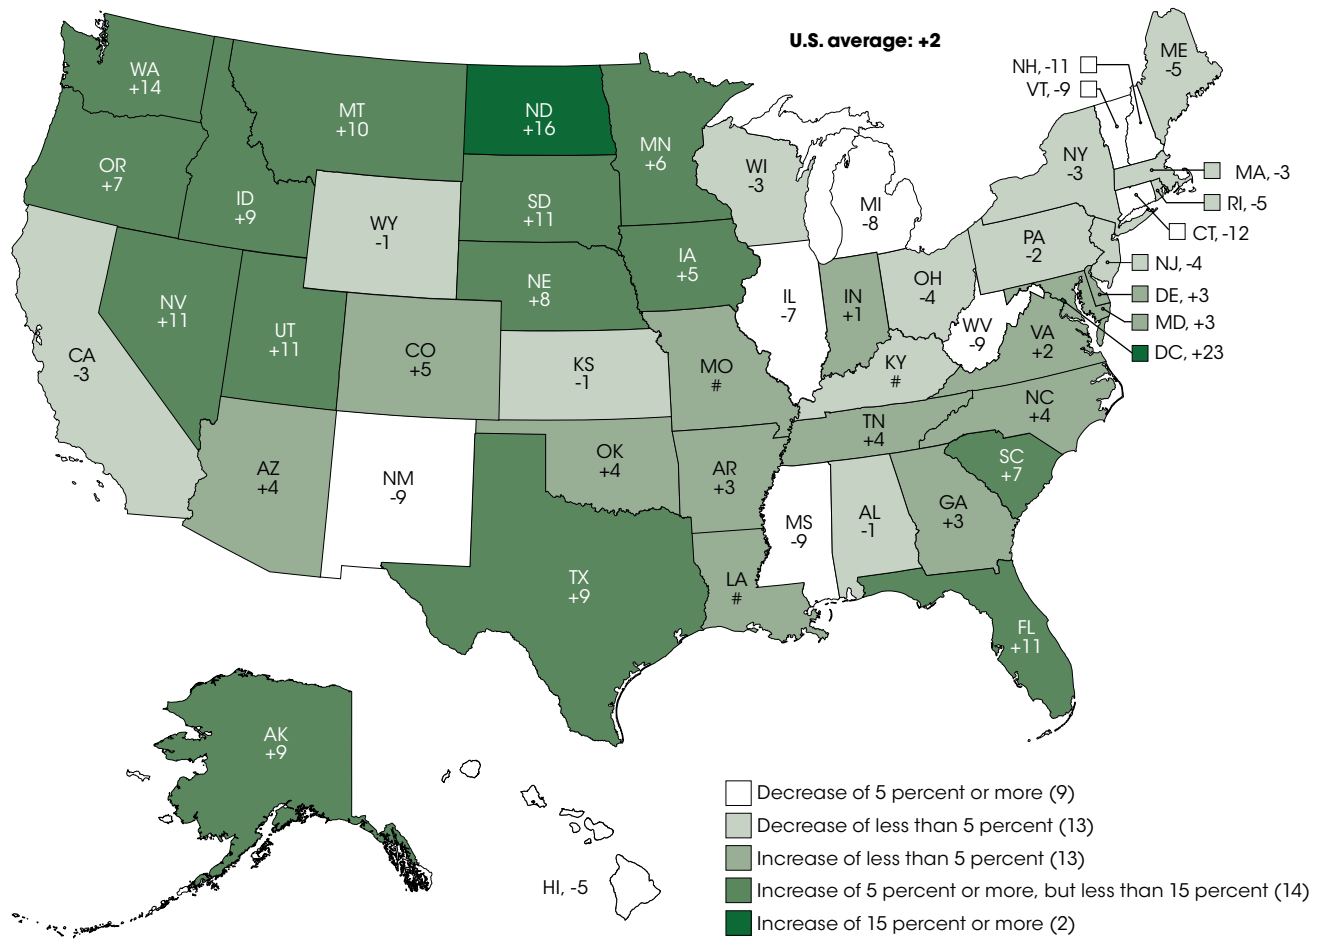 U.S. average: +2
WA
+14
MT
+10
ND
+16
MN
+6
OR
+7
ID
+9
WY
-1
SD
+11
WI
-3
MI
-8
NY
-3
NH, -11
VT, -9
ME
-5
MA, -3
RI, -5
CT, -12
NJ, -4
DE, +3
MD, +3
DC, +23
PA
-2
IA
+5
NE
+8
NV
+11
UT
+11
CA
-3
CO
+5
KS
-1
MO
#
IL
-7
IN
+1
OH
-4
WV
-9
VA
+2
KY
#
NC
+4
TN
+4
SC
+7
AZ
+4
NM
-9
OK
+4
AR
+3
MS
-9
AL
-1
GA
+3
TX
+9
LA
#
FL
+11
AK
+9
HI, -5
Decrease of 5 percent or more (9)
Decrease of less than 5 percent (13)
Increase of less than 5 percent (13)
Increase of 5 percent or more, but less than 15 percent (14)
Increase of 15 percent or more (2)